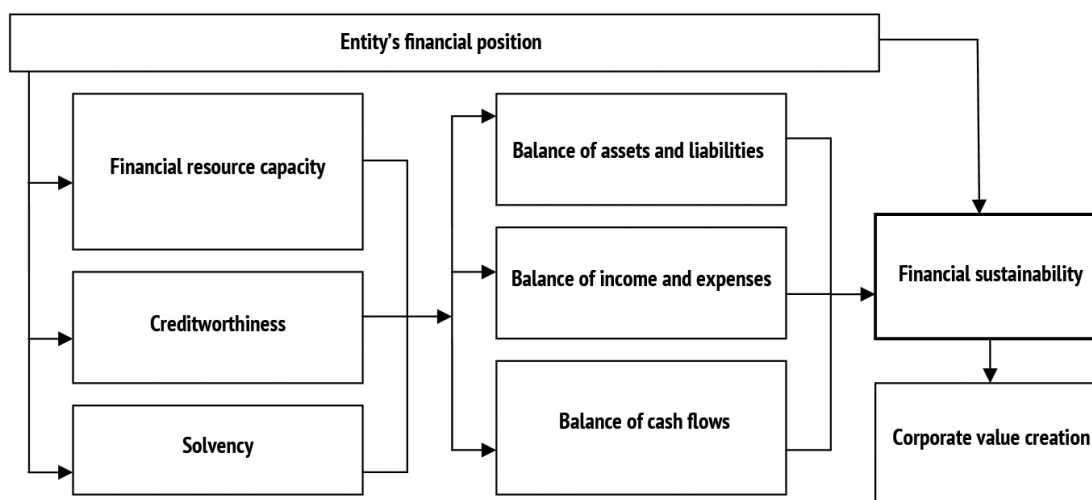 Entity’s financial position
Financial resource capacity
Creditworthiness
Solvency
Balance of assets and liabilities
Balance of income and expenses
Balance of cash flows
Financial sustainability
Corporate value creation